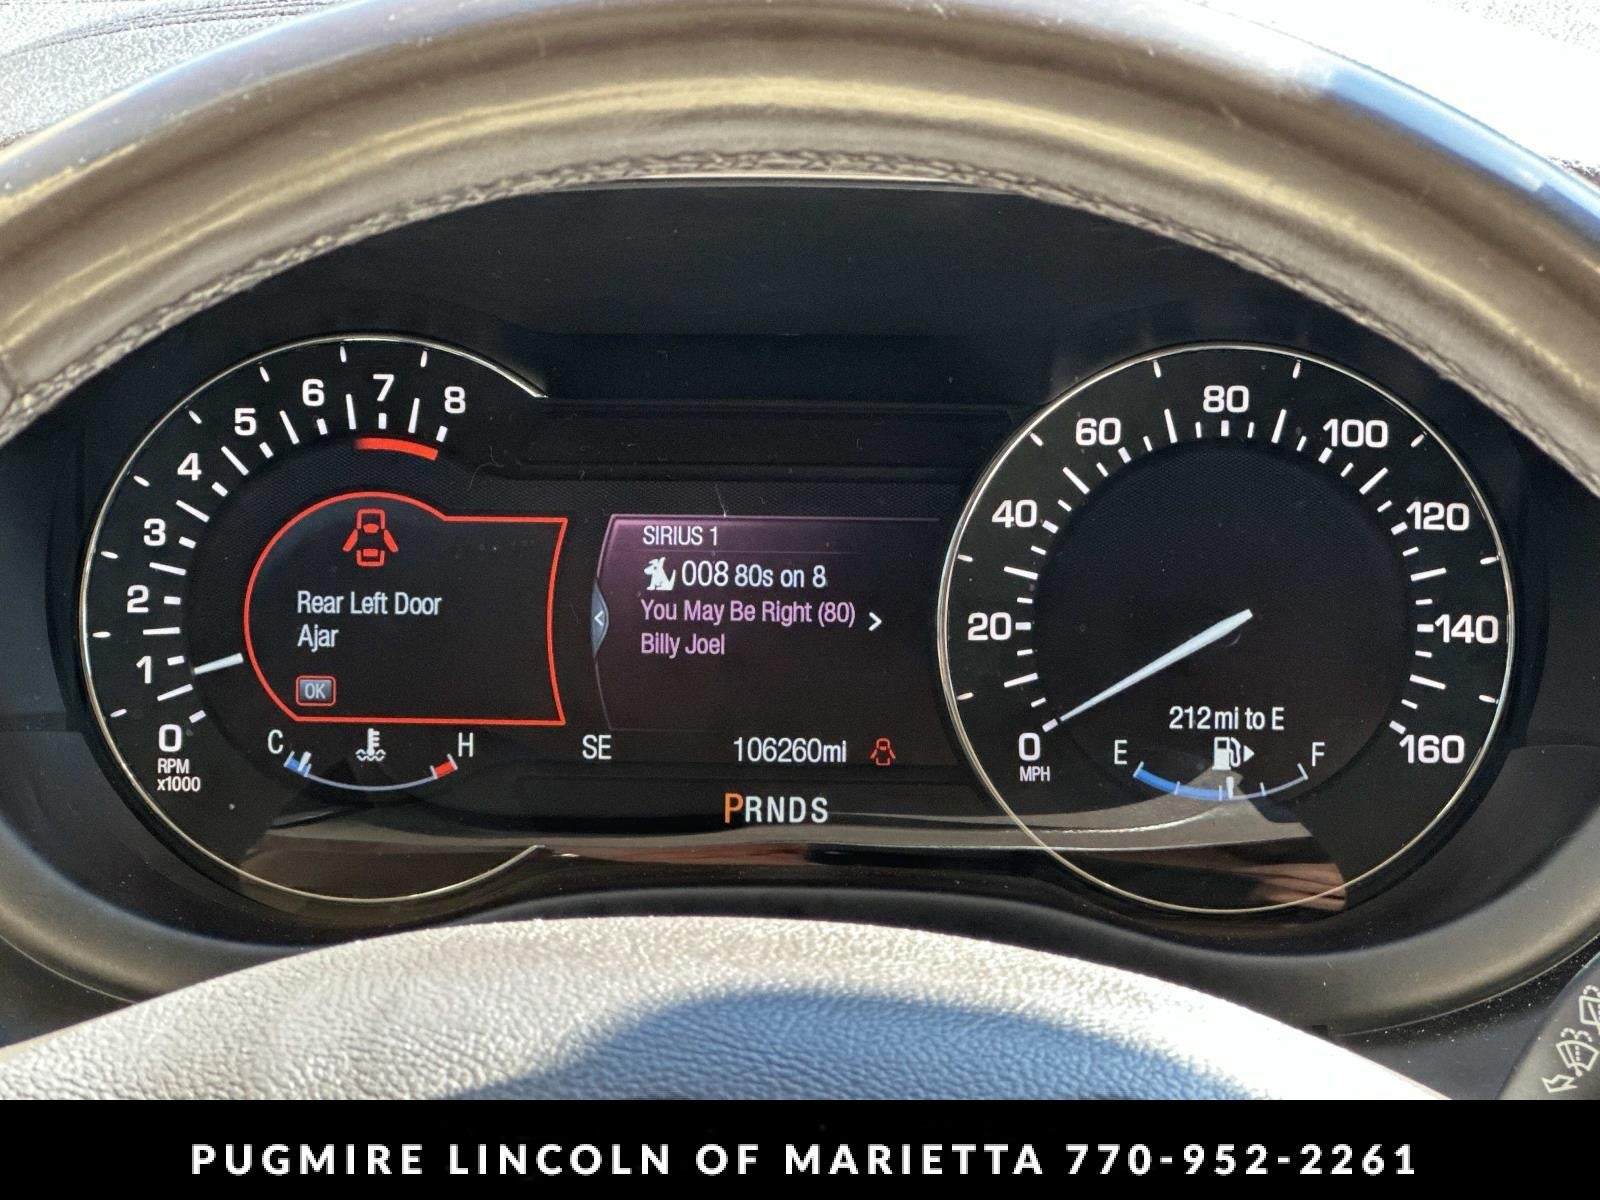 8
7
6
5
4
3
2
1
0
RPM
x1000
Rear Left Door
Ajar
OK
C H
SIRIUS 1
008 80s on 8
You May Be Right (80)
Billy Joel
< >
SE 106260mi
PRNDS
0
MPH
20
40
60
80
100
120
140
160
212mi to E
E F
PUGMIRE LINCOLN OF MARIETTA 770-952-2261